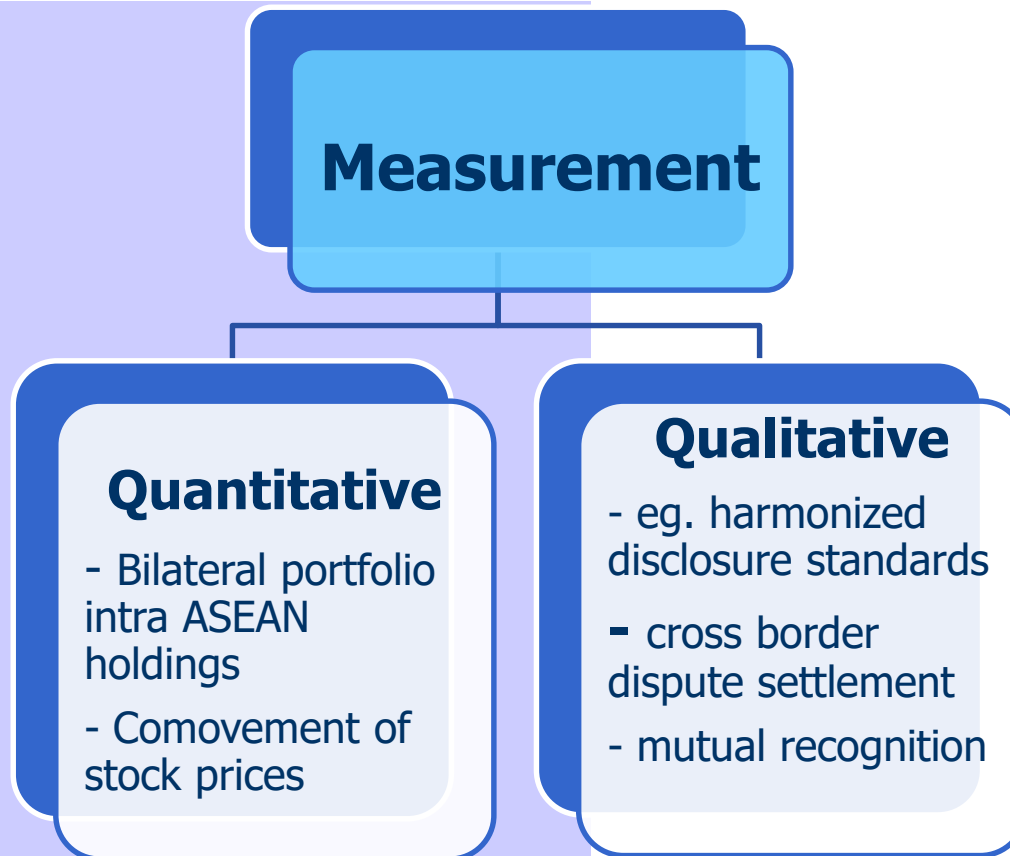 Measurement
Quantitative
- Bilateral portfolio
intra ASEAN
holdings
- Comovement of
stock prices
Qualitative
- eg. harmonized
disclosure standards
- cross border
dispute settlement
- mutual recognition